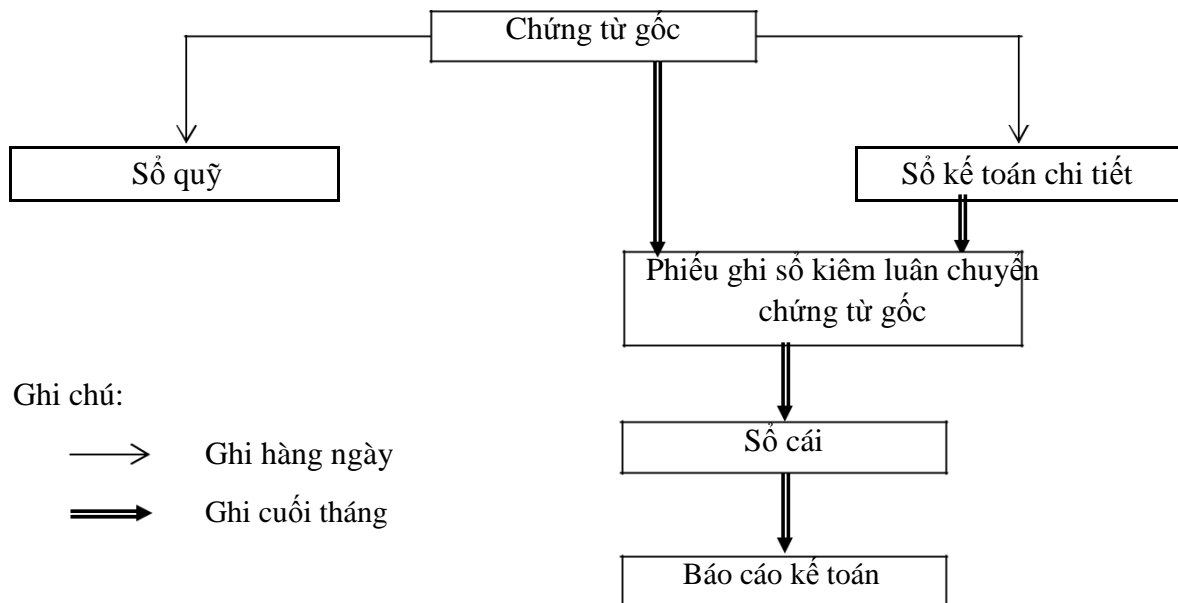 Chứng từ gốc
Sổ quỹ
Sổ kế toán chi tiết
Phiếu ghi sổ kiêm luân chuyển
chứng từ gốc
Ghi chú:
Sổ cái
Ghi hàng ngày
Ghi cuối tháng
Báo cáo kế toán